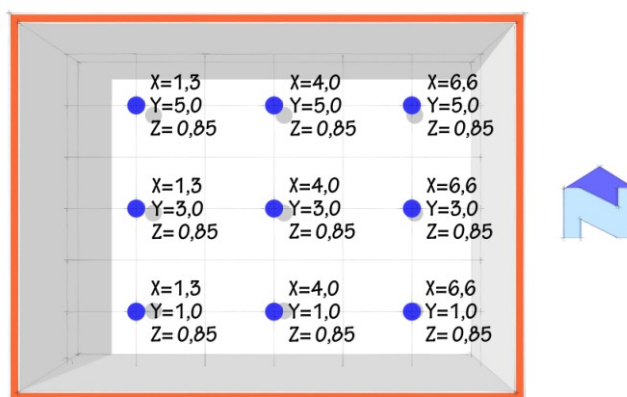 X=1,3
Y=5,0
Z=0,85
X=4,0
Y=5,0
Z=0,85
X=6,6
Y=5,0
Z=0,85
X=1,3
Y=3,0
Z=0,85
X=4,0
Y=3,0
Z=0,85
X=6,6
Y=3,0
Z=0,85
X=1,3
Y=1,0
Z=0,85
X=4,0
Y=1,0
Z=0,85
X=6,6
Y=1,0
Z=0,85
N